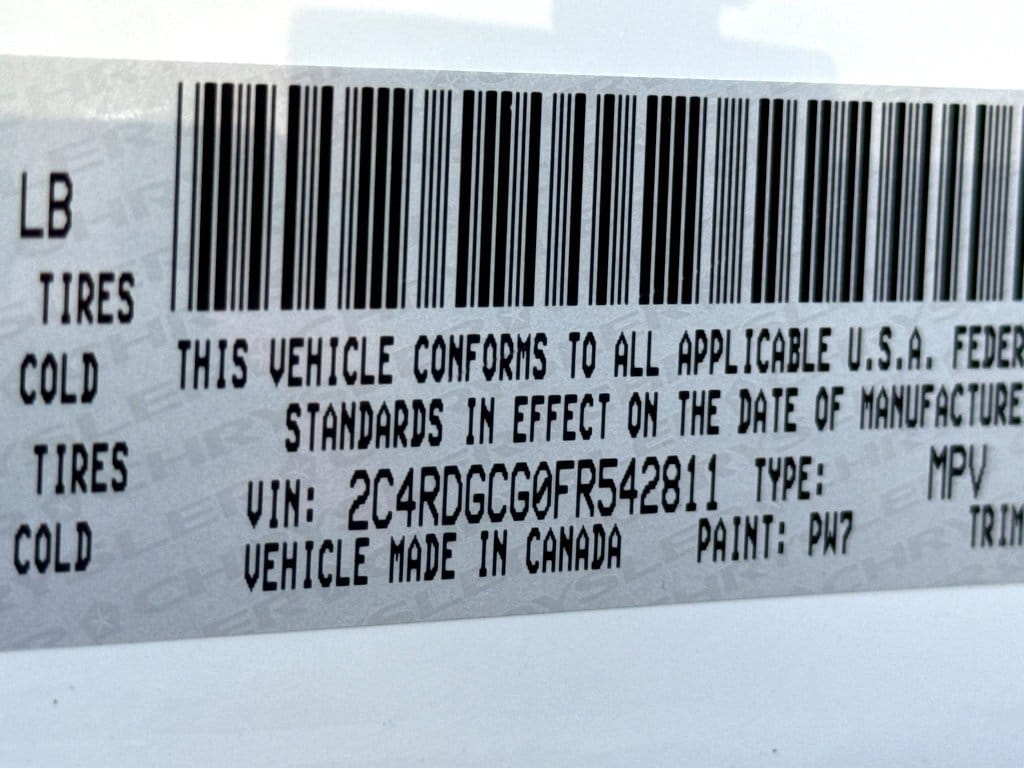 LB
TIRES
COLD
TIRES
COLD
THIS VEHICLE CONFORMS TO ALL APPLICABLE U.S.A. FEDER
STANDARDS IN EFFECT ON THE DATE OF MANUFACTURE
VIN: 2C4RDGCG0FR542811 TYPE: MPV
VEHICLE MADE IN CANADA PAINT: PW7 TRIM
CHRYSLER